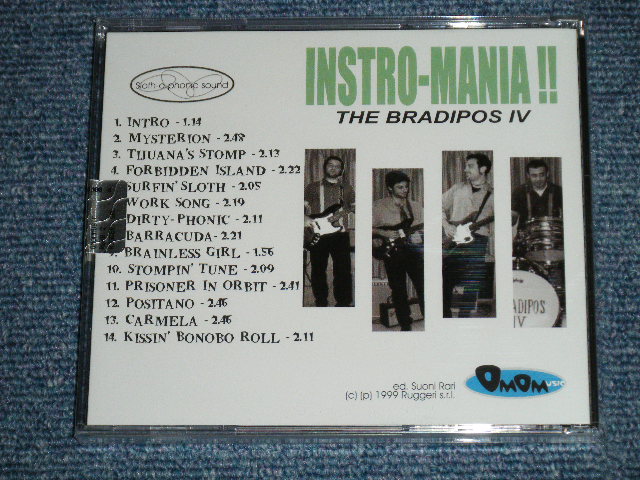 Sloth-o-phonic sound
INSTRO-MANIA !!
THE BRADIPOS IV
1. INTRO - 1.14
2. MYSTERION - 2.48
3. TIJUANA'S STOMP - 2.13
4. FORBIDDEN ISLAND - 2.22
SURFIN' SLOTH - 2.05
WORK SONG - 2.19
DIRTY-PHONIC - 2.11
BARRACUDA - 2.21
BRAINLESS GIRL - 1.56
10. STOMPIN' TUNE - 2.09
11. PRISONER IN ORBIT - 2.41
12. POSITANO - 2.46
13. CARMELA - 2.46
14. KISSIN' BONOBO ROLL - 2.11
RADIPOS
IV
ed. Suoni Rari
(c) (p) 1999 Ruggeri s.r.l.
OMOM
USIC